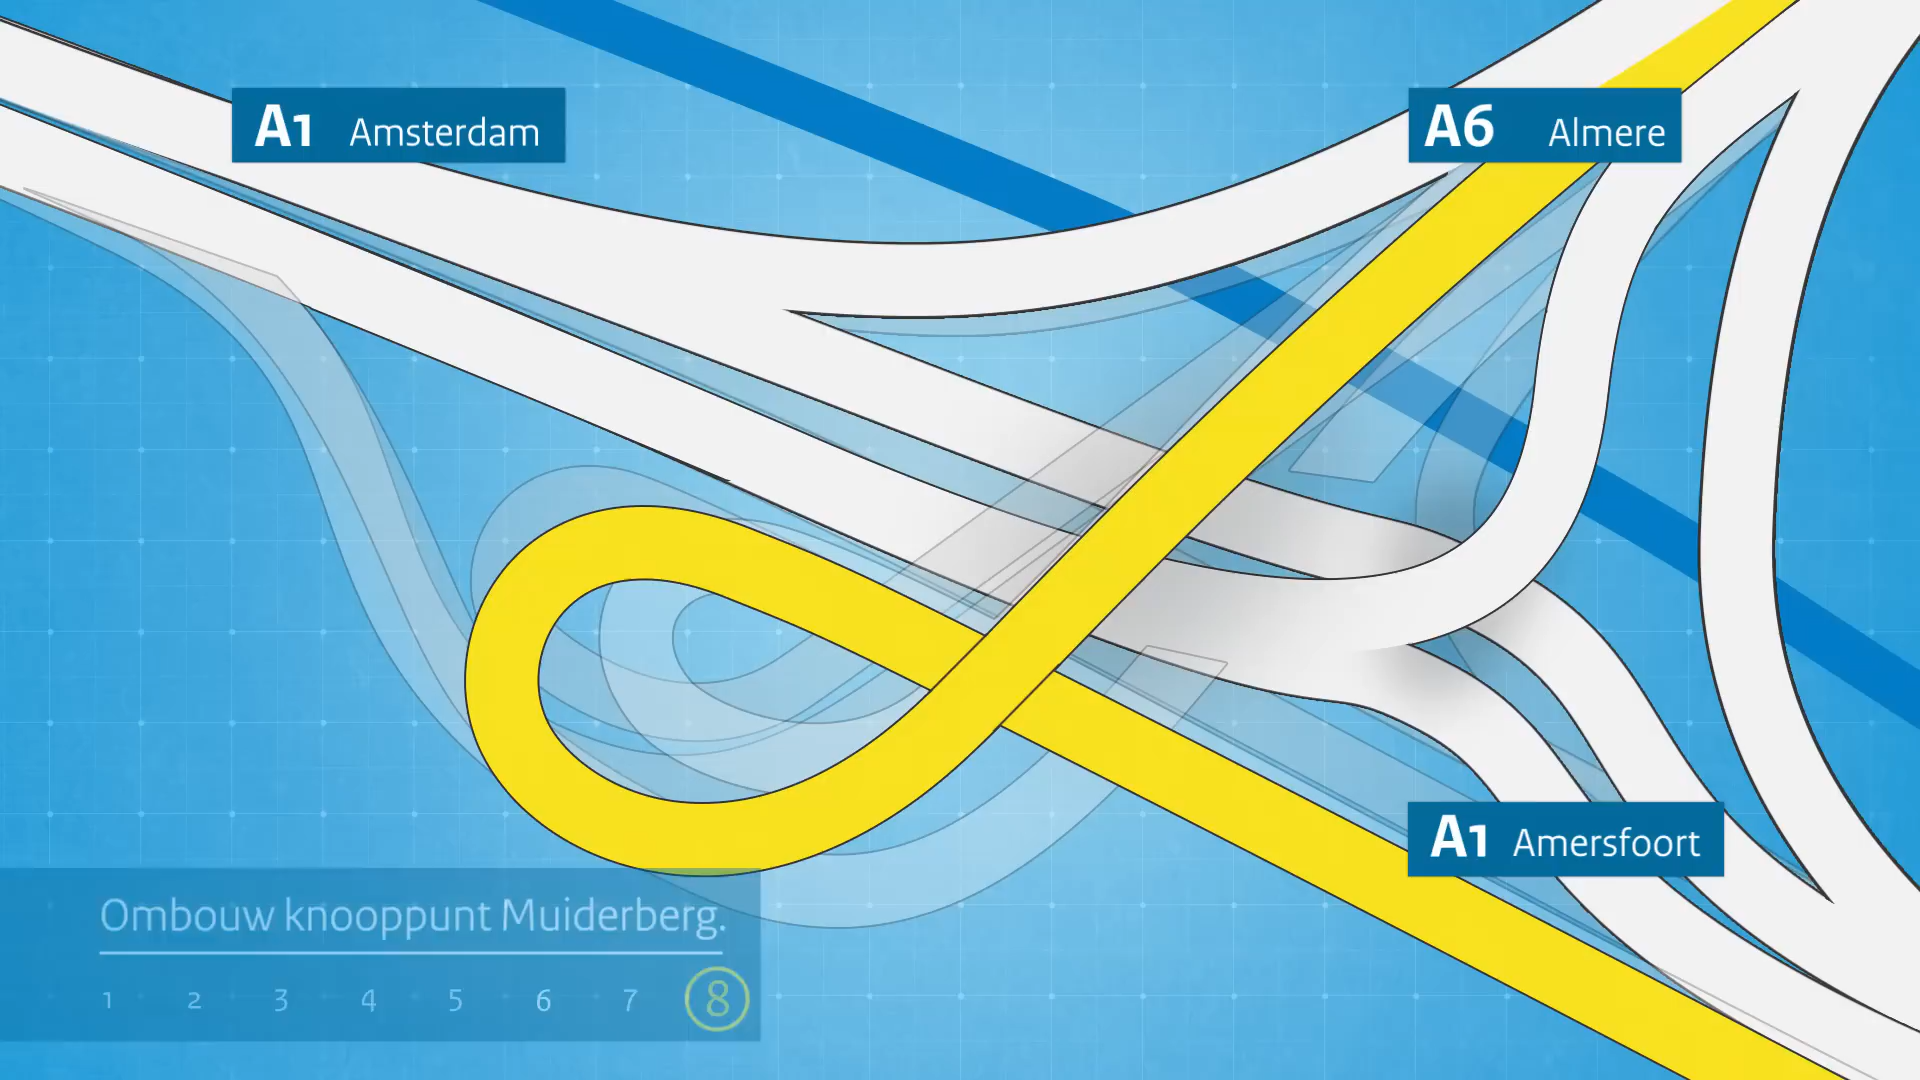 A1 Amsterdam
A6 Almere
A1 Amersfoort
Ombouw knooppunt Muiderberg.
1 2 3 4 5 6 7 8